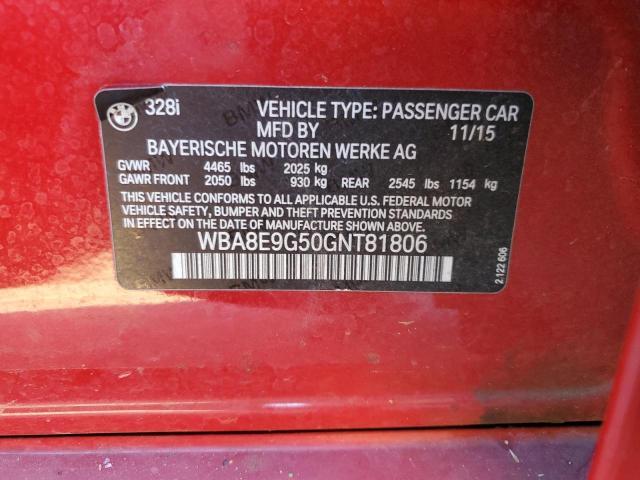 328i VEHICLE TYPE: PASSENGER CAR
MFD BY 11/15
BAYERISCHE MOTOREN WERKE AG
GVWR 4465 lbs 2025 kg
GAWR FRONT 2050 lbs 930 kg REAR 2545 lbs 1154 kg
THIS VEHICLE CONFORMS TO ALL APPLICABLE U.S. FEDERAL MOTOR
VEHICLE SAFETY, BUMPER AND THEFT PREVENTION STANDARDS
IN EFFECT ON THE DATE OF MANUFACTURE SHOWN ABOVE.
WBA8E9G50GNT81806
2.122 606